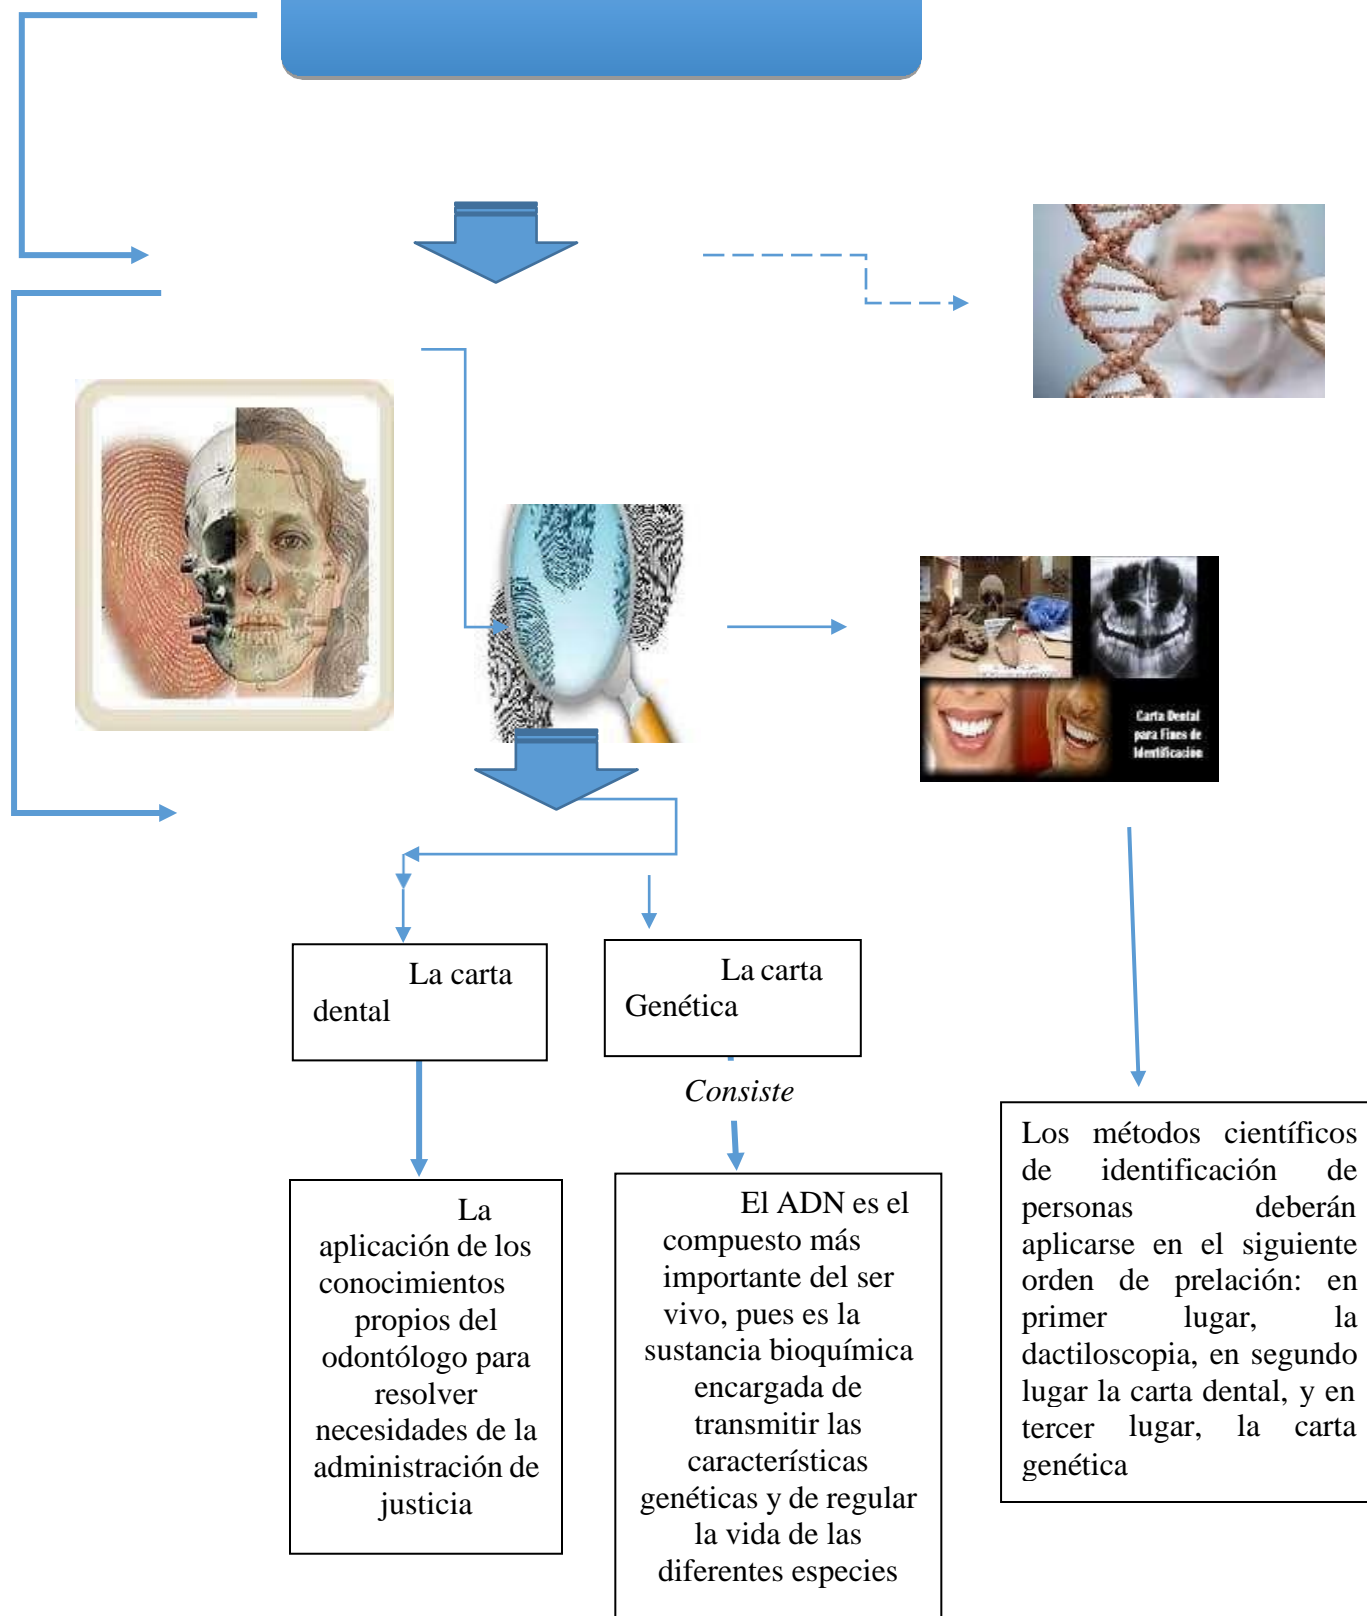 Carta Dental
para Fines de
Identificación
La carta
dental
La carta
Genética
Consiste
La
aplicación de los
conocimientos
propios del
odontólogo para
resolver
necesidades de la
administración de
justicia
El ADN es el
compuesto más
importante del ser
vivo, pues es la
sustancia bioquímica
encargada de
transmitir las
características
genéticas y de regular
la vida de las
diferentes especies
Los métodos científicos
de identificación de
personas deberán
aplicarse en el siguiente
orden de prelación: en
primer lugar, la
dactiloscopia, en segundo
lugar la carta dental, y en
tercer lugar, la carta
genética